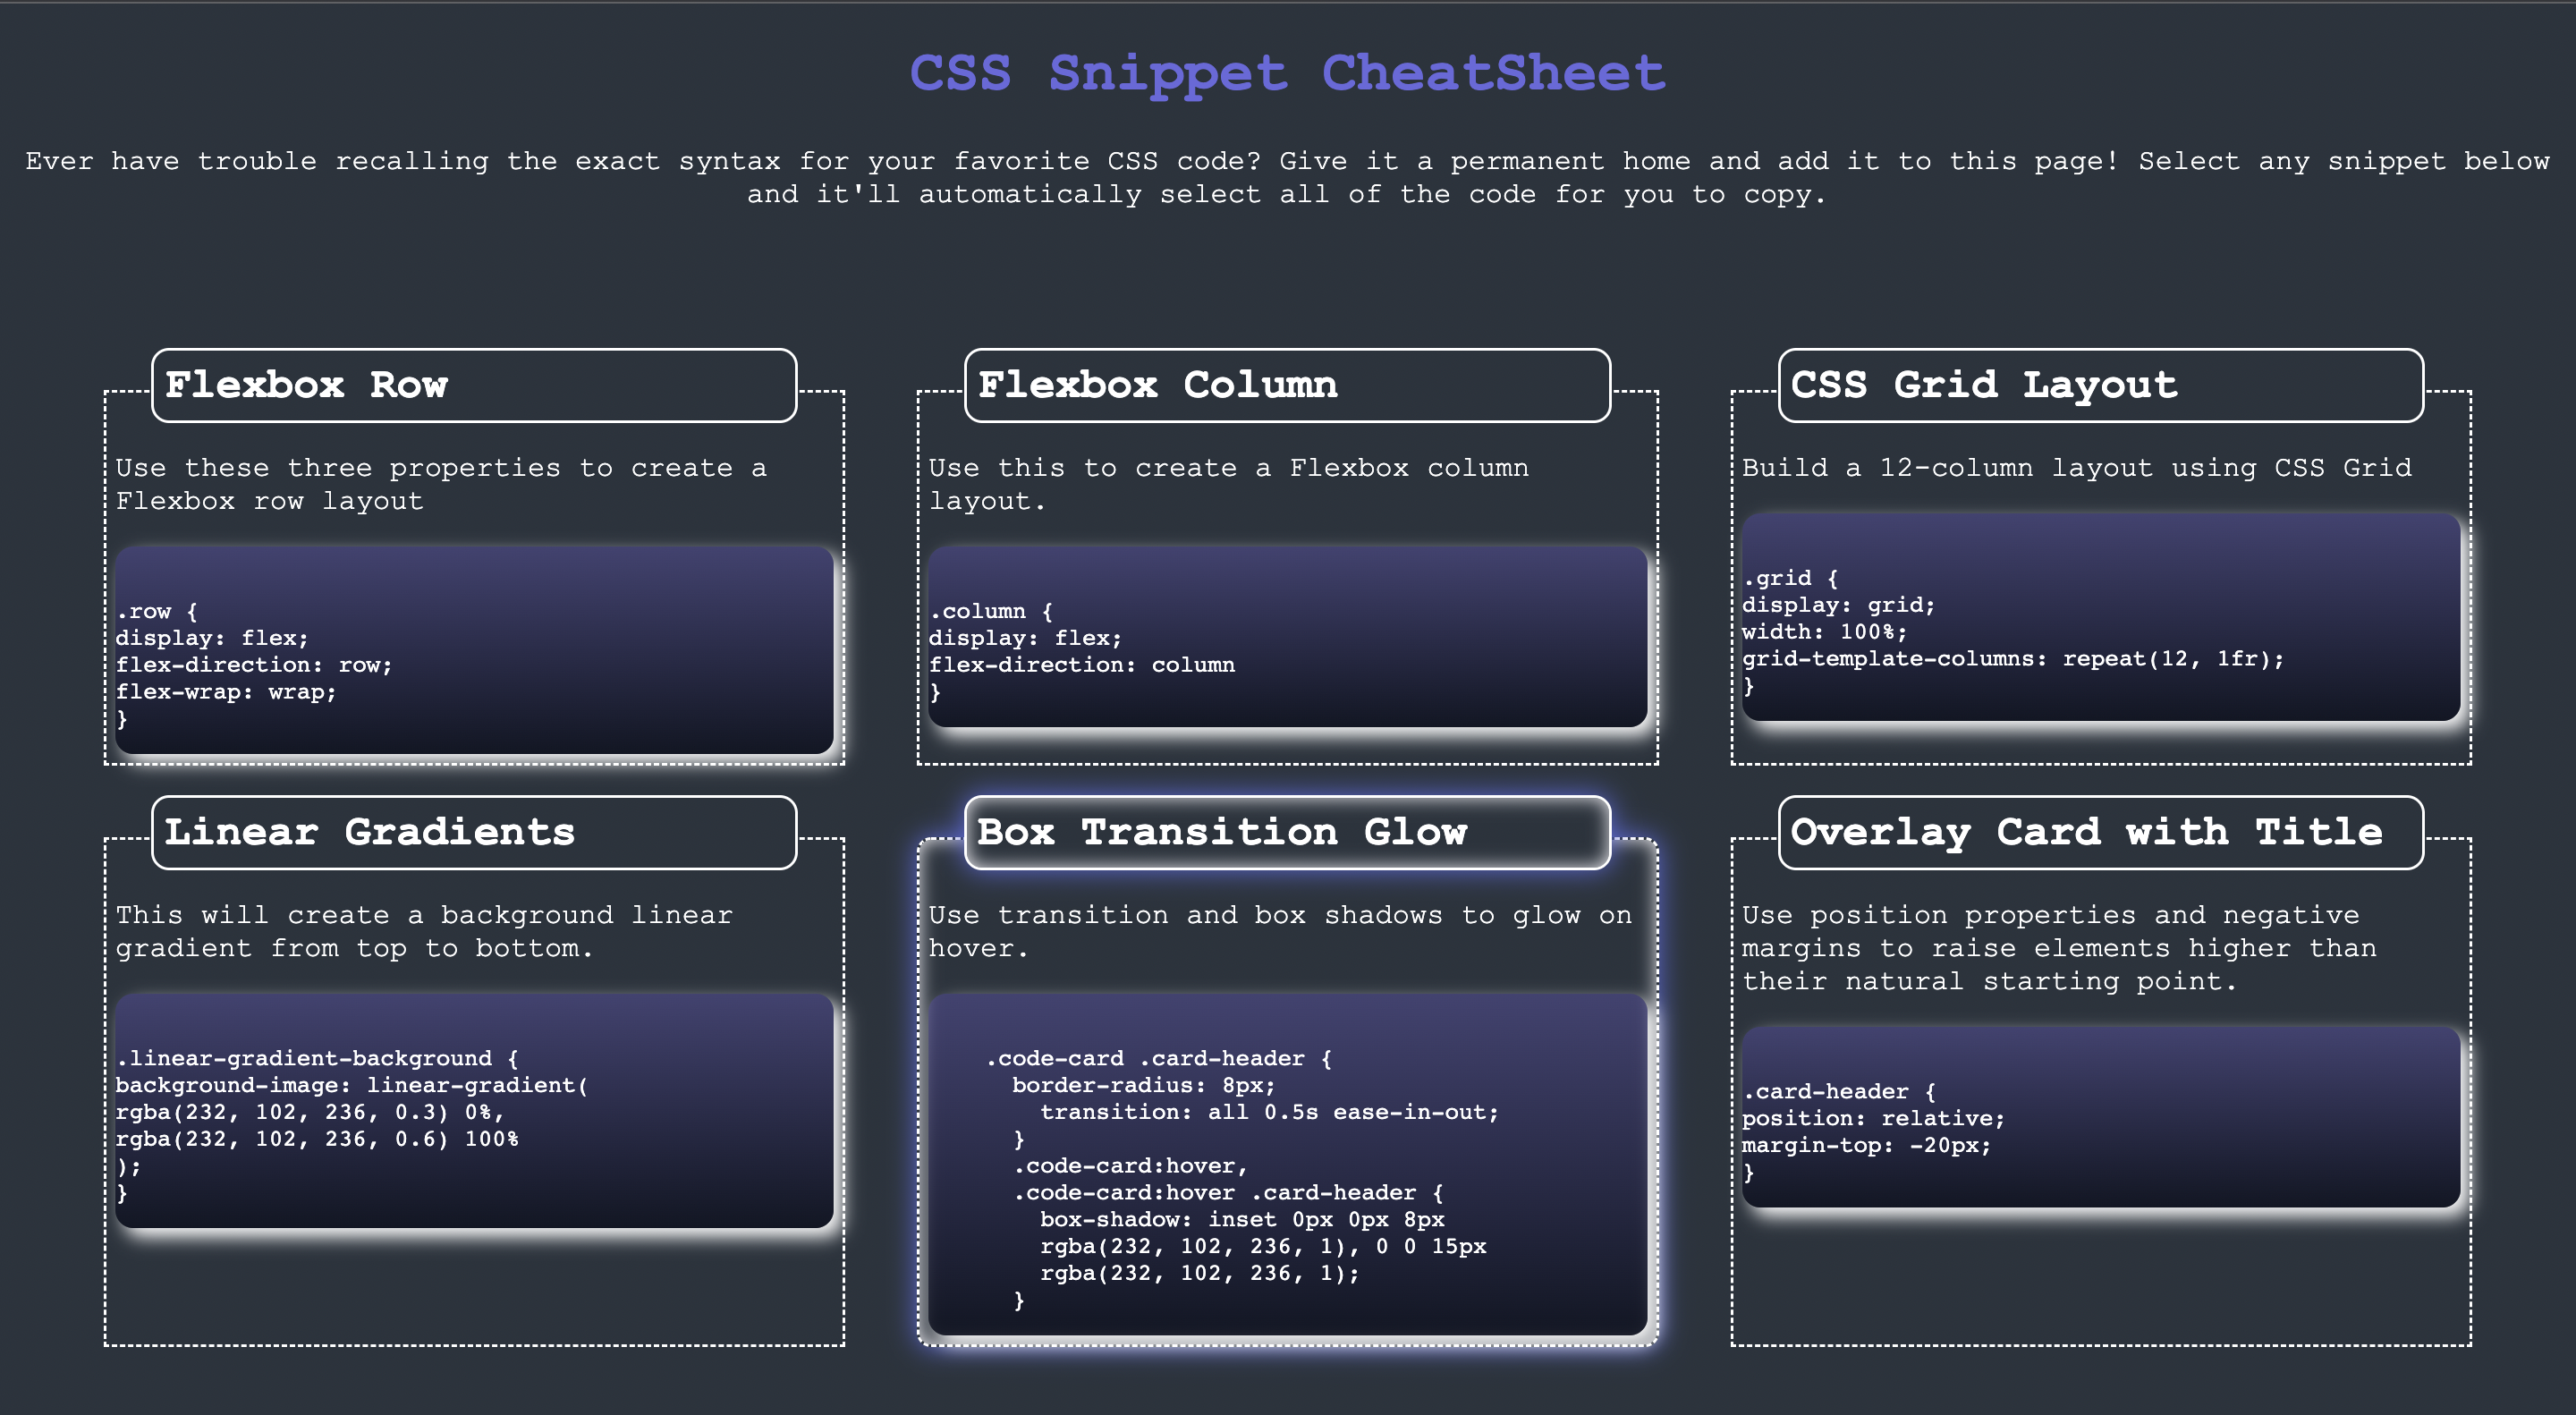 CSS Snippet CheatSheet
Ever have trouble recalling the exact syntax for your favorite CSS code? Give it a permanent home and add it to this page! Select any snippet below
and it'll automatically select all of the code for you to copy.
Flexbox Row
Use these three properties to create a
Flexbox row layout
.row {
display: flex;
flex-direction: row;
flex-wrap: wrap;
}
Flexbox Column
Use this to create a Flexbox column
layout.
.column {
display: flex;
flex-direction: column
}
CSS Grid Layout
Build a 12-column layout using CSS Grid
.grid {
display: grid;
width: 100%;
grid-template-columns: repeat(12, 1fr);
}
Linear Gradients
This will create a background linear
gradient from top to bottom.
.linear-gradient-background {
background-image: linear-gradient(
rgba(232, 102, 236, 0.3) 0%,
rgba(232, 102, 236, 0.6) 100%
);
}
Box Transition Glow
Use transition and box shadows to glow on
hover.
.code-card .card-header {
border-radius: 8px;
transition: all 0.5s ease-in-out;
}
.code-card:hover,
.code-card:hover .card-header {
box-shadow: inset 0px 0px 8px
rgba(232, 102, 236, 1), 0 0 15px
rgba(232, 102, 236, 1);
}
Overlay Card with Title
Use position properties and negative
margins to raise elements higher than
their natural starting point.
.card-header {
position: relative;
margin-top: -20px;
}